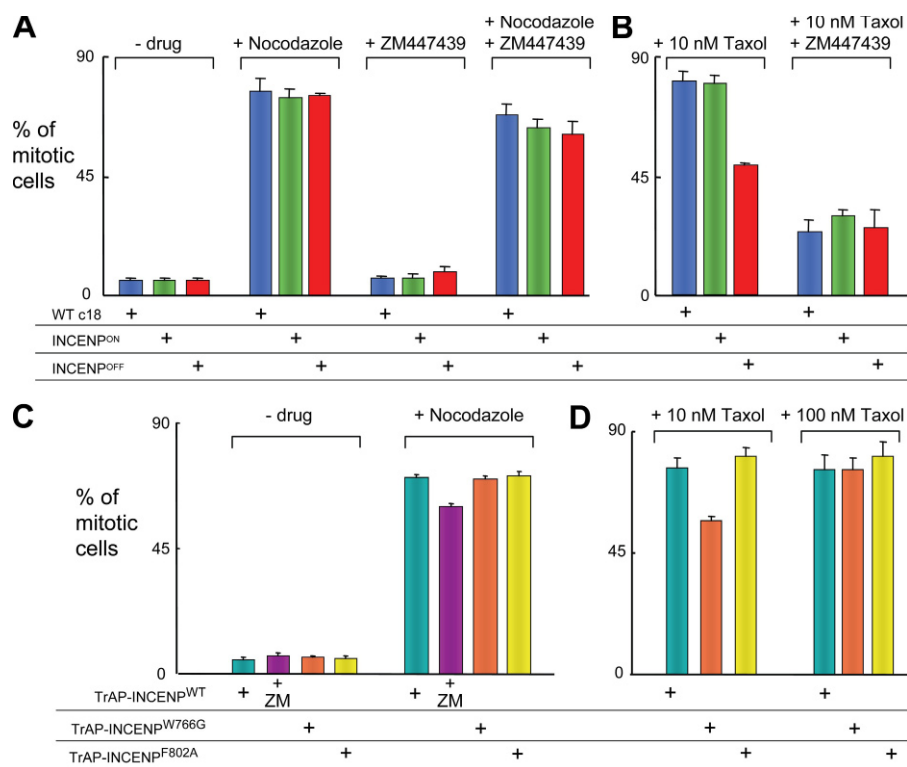 A
B
+ Nocodazole
+ 10 nM Taxol
- drug
+ Nocodazole
+ ZM447439
+ ZM447439
+ 10 nM Taxol
+ ZM447439
90
90
% of
mitotic
cells
45
45
0
0
WT c18 + + + + + +
INCENPON + + + + + +
INCENPOFF + + + + + +
C
D
- drug
+ Nocodazole
+ 10 nM Taxol
+ 100 nM Taxol
90
90
% of
mitotic
cells
45
45
0
0
TrAP-INCENPWT + + ZM + + ZM + +
TrAP-INCENPW766G + + + +
TrAP-INCENPF802A + + + +